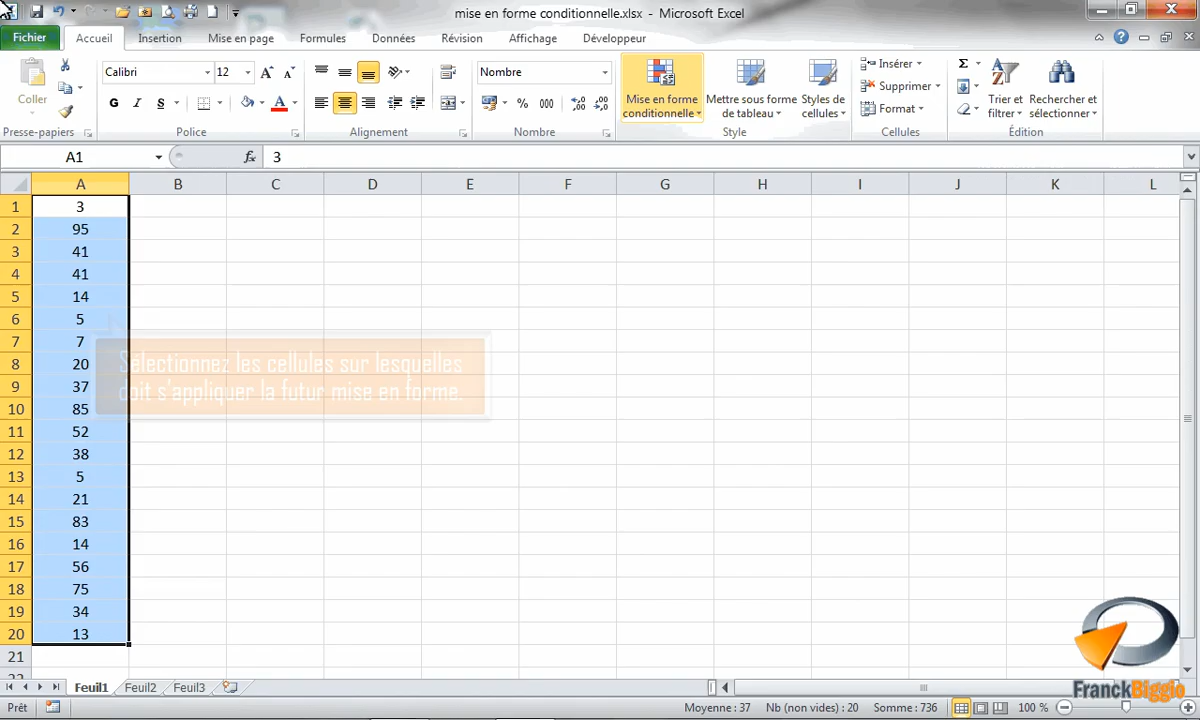 mise en forme conditionnelle.xlsx - Microsoft Excel
Fichier Accueil Insertion Mise en page Formules Données Révision Affichage Développeur
Coller
Calibri 12
G I S A
Nombre
% 000
Mise en forme conditionnelle
Mettre sous forme de tableau
Styles de cellules
Insérer
Supprimer
Format
Σ
Trier et filtrer
Rechercher et sélectionner
Presse-papiers Police Alignement Nombre Style Cellules Édition
A1 fx 3
A B C D E F G H I J K L
1 3
2 95
3 41
4 41
5 14
6 5
7 7
8 20
9 37
10 85
11 52
12 38
13 5
14 21
15 83
16 14
17 56
18 75
19 34
20 13
21
22
Sélectionnez les cellules sur lesquelles
doit s'appliquer la futur mise en forme.
FranckBiggio
Feuil1 Feuil2 Feuil3
Prêt Moyenne : 37 Nb (non vides) : 20 Somme : 736 100 %